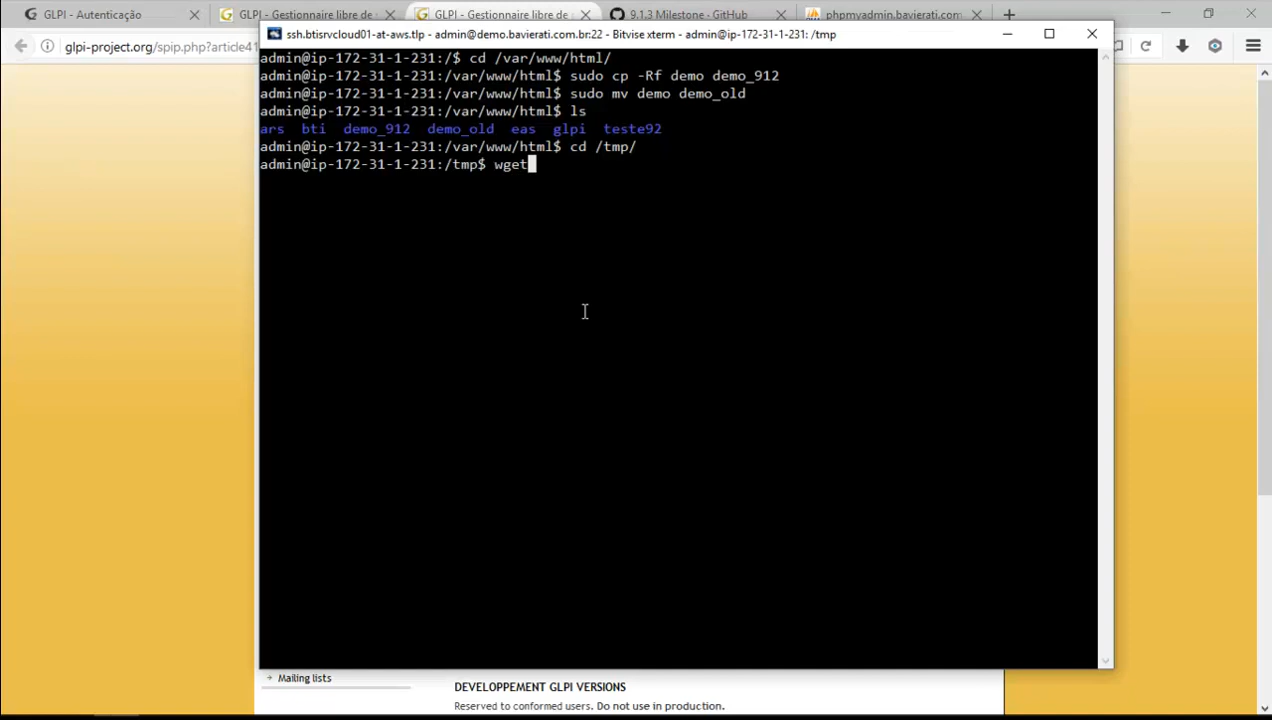 GLPI - Autenticação
GLPI - Gestionnaire libre de
GLPI - Gestionnaire libre de
9.1.3 Milestone · GitHub
phpmyadmin.bavierati.com
glpi-project.org/spip.php?article41
ssh.btisrvcloud01-at-aws.tlp - admin@demo.bavierati.com.br:22 - Bitvise xterm - admin@ip-172-31-1-231: /tmp
admin@ip-172-31-1-231:/$ cd /var/www/html/
admin@ip-172-31-1-231:/var/www/html$ sudo cp -Rf demo demo_912
admin@ip-172-31-1-231:/var/www/html$ sudo mv demo demo_old
admin@ip-172-31-1-231:/var/www/html$ ls
ars bti demo_912 demo_old eas glpi teste92
admin@ip-172-31-1-231:/var/www/html$ cd /tmp/
admin@ip-172-31-1-231:/tmp$ wget
Mailing lists
DEVELOPPEMENT GLPI VERSIONS
Reserved to conformed users. Do not use in production.